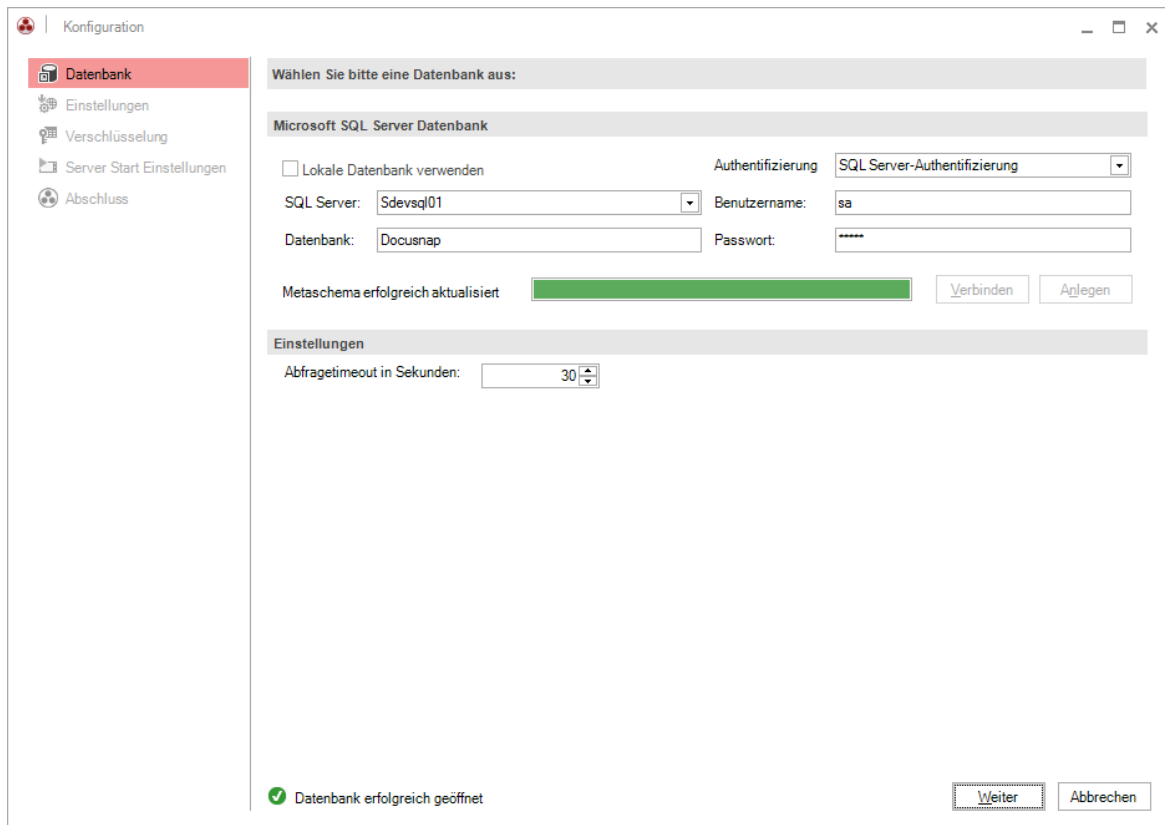 Konfiguration
Datenbank
Einstellungen
Verschlüsselung
Server Start Einstellungen
Abschluss
Wählen Sie bitte eine Datenbank aus:
Microsoft SQL Server Datenbank
Lokale Datenbank verwenden
Authentifizierung SQL Server-Authentifizierung
SQL Server: Sdevsql01 Benutzername: sa
Datenbank: Docusnap Passwort: *****
Metaschema erfolgreich aktualisiert Verbinden Anlegen
Einstellungen
Abfragetimeout in Sekunden: 30
Datenbank erfolgreich geöffnet Weiter Abbrechen